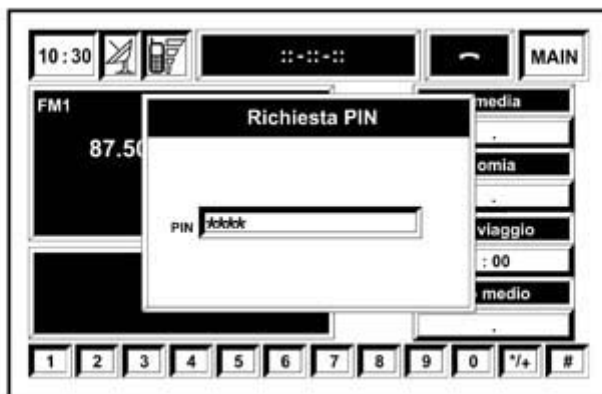 10:30
::-::-::
MAIN
FM1
media
Richiesta PIN
87.50
.
omia
.
PIN ****
viaggio
: 00
medio
.
1 2 3 4 5 6 7 8 9 0 */+ #